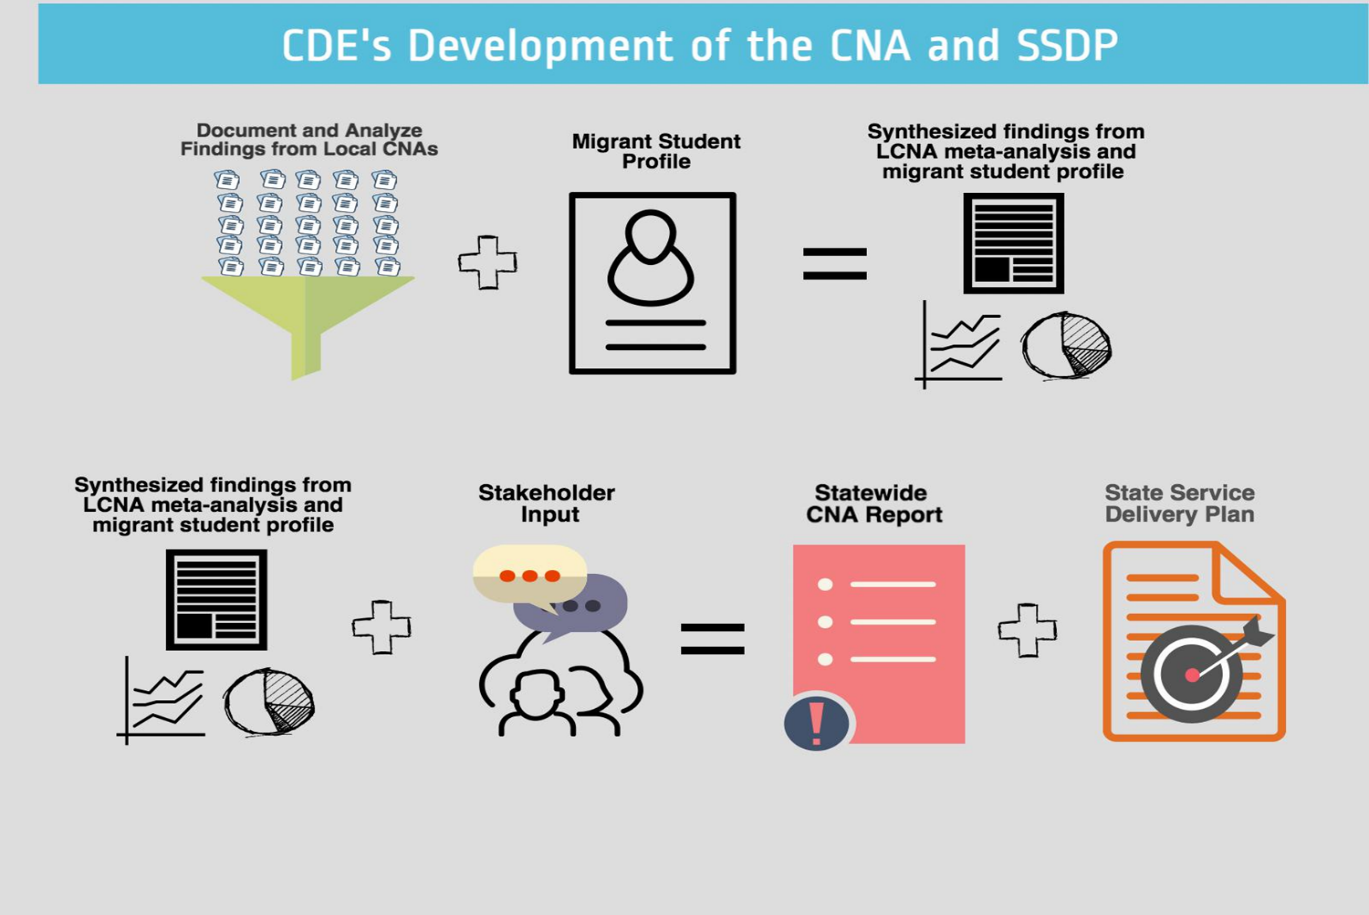 CDE's Development of the CNA and SSDP
Document and Analyze
Findings from Local CNAs
Migrant Student
Profile
Synthesized findings from
LCNA meta-analysis and
migrant student profile
Synthesized findings from
LCNA meta-analysis and
migrant student profile
Stakeholder
Input
Statewide
CNA Report
State Service
Delivery Plan